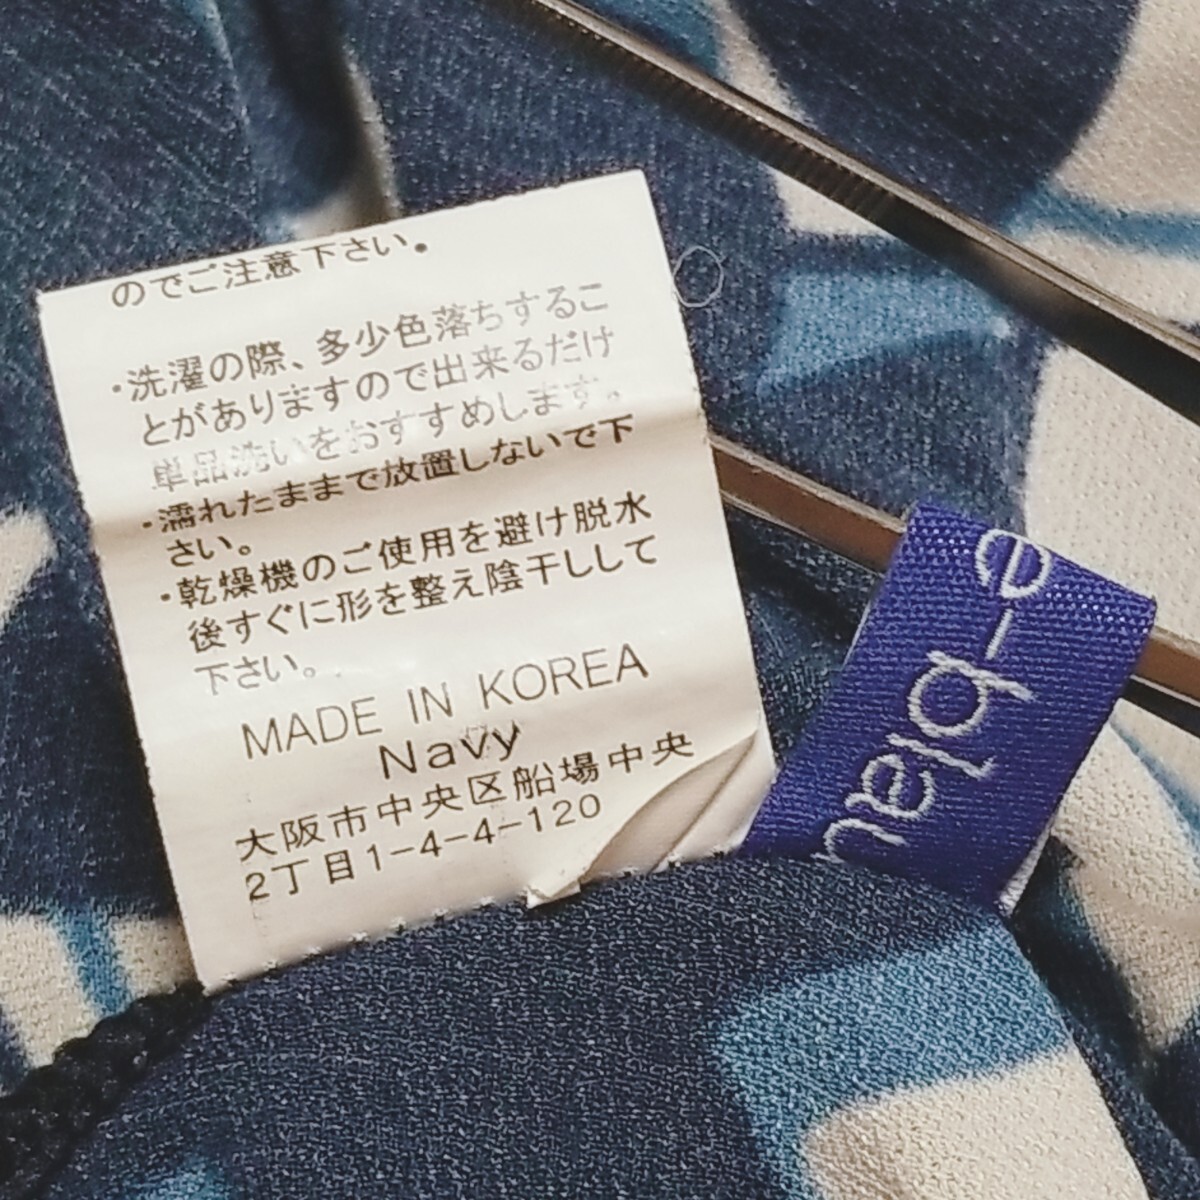 のでご注意下さい。
・洗濯の際、多少色落ちするこ
とがありますので出来るだけ
単品洗いをおすすめします。
・濡れたままで放置しないで下
さい。
・乾燥機のご使用を避け脱水
後すぐに形を整え陰干しして
下さい。
MADE IN KOREA
Navy
大阪市中央区船場中央
2丁目1-4-4-120
e-blau